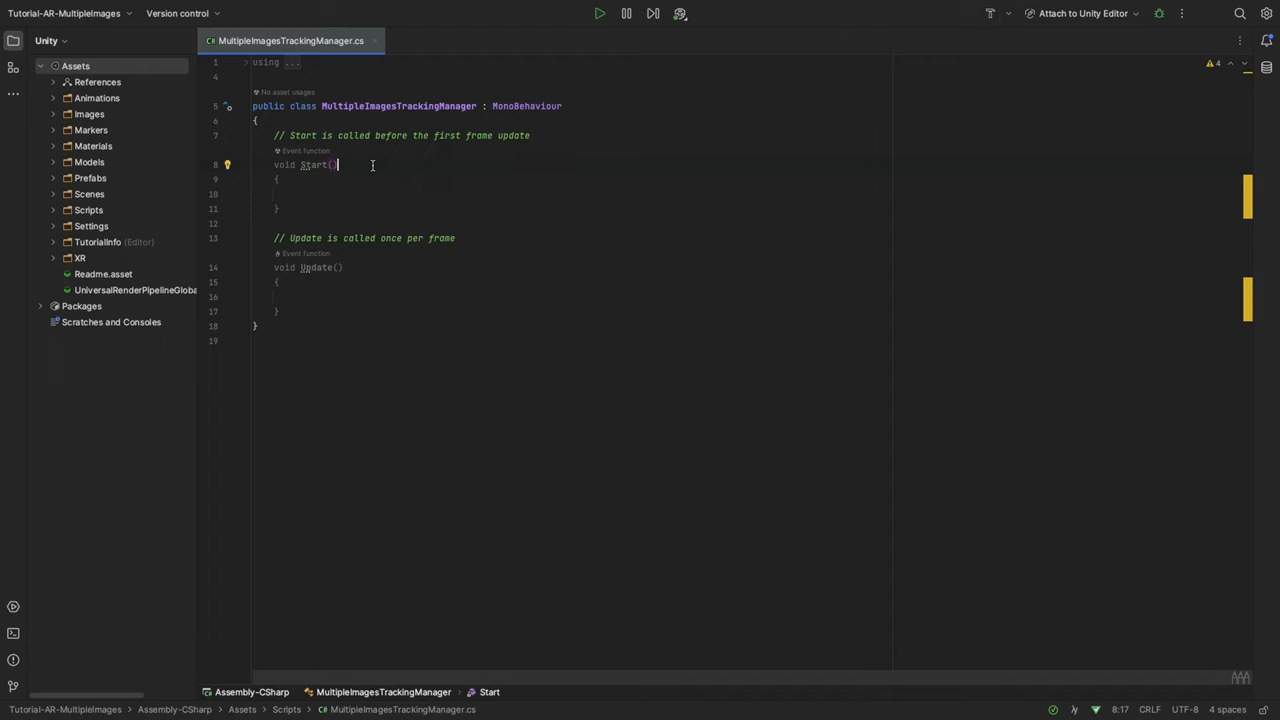 Tutorial-AR-MultipleImages
Version control
Attach to Unity Editor
Unity
MultipleImagesTrackingManager.cs
Assets
References
Animations
Images
Markers
Materials
Models
Prefabs
Scenes
Scripts
Settings
TutorialInfo (Editor)
XR
Readme.asset
UniversalRenderPipelineGloba
Packages
Scratches and Consoles
4
1 using ...
4
No asset usages
5 public class MultipleImagesTrackingManager : MonoBehaviour
6 {
7 // Start is called before the first frame update
Event function
8 void Start()
9 {
10
11 }
12
13 // Update is called once per frame
Event function
14 void Update()
15 {
16
17 }
18 }
19
Assembly-CSharp MultipleImagesTrackingManager Start
Tutorial-AR-MultipleImages > Assembly-CSharp > Assets > Scripts > MultipleImagesTrackingManager.cs
8:17 CRLF UTF-8 4 spaces